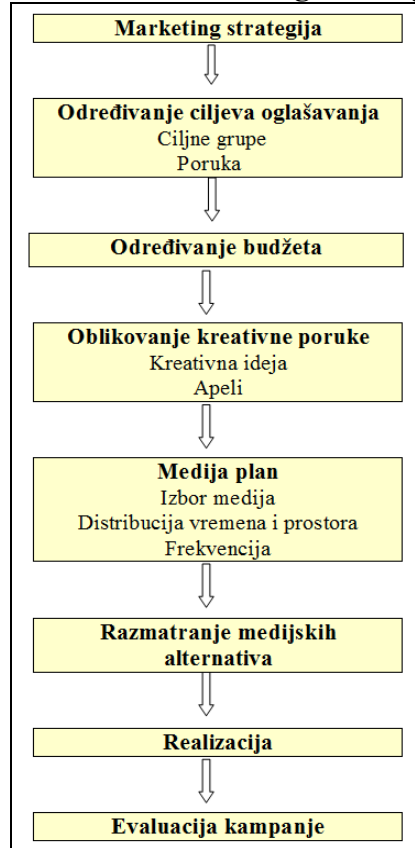 Marketing strategija
Određivanje ciljeva oglašavanja
Ciljne grupe
Poruka
Određivanje budžeta
Oblikovanje kreativne poruke
Kreativna ideja
Apeli
Medija plan
Izbor medija
Distribucija vremena i prostora
Frekvencija
Razmatranje medijskih
alternativa
Realizacija
Evaluacija kampanje